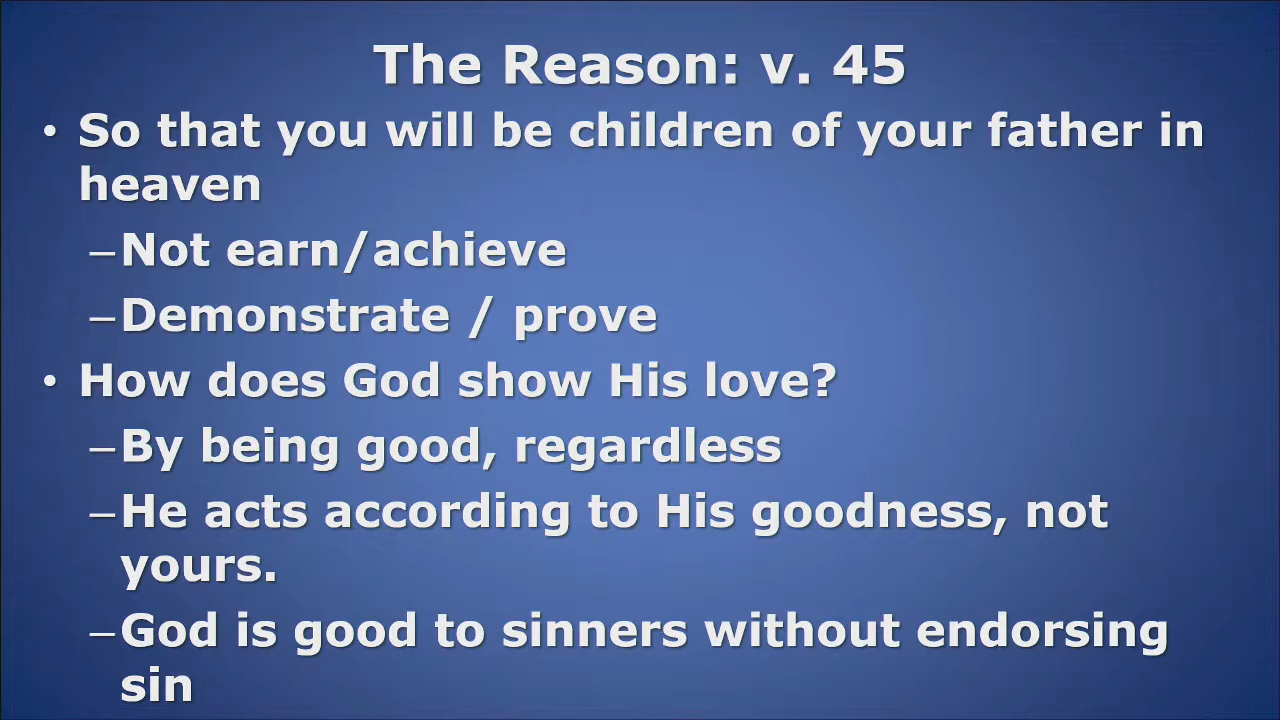 The Reason: v. 45
• So that you will be children of your father in
heaven
–Not earn/achieve
–Demonstrate / prove
• How does God show His love?
–By being good, regardless
–He acts according to His goodness, not
yours.
–God is good to sinners without endorsing
sin